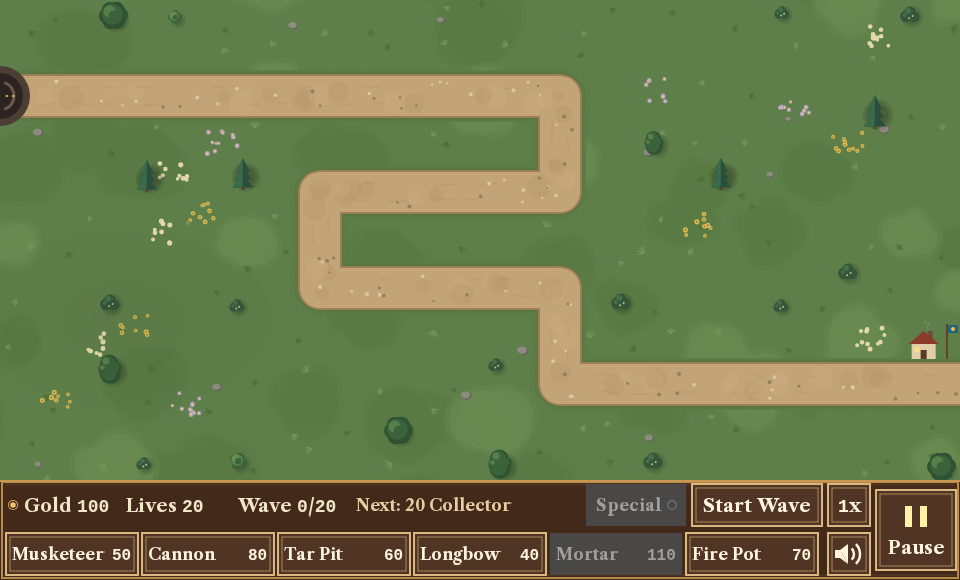 Gold 100 Lives 20 Wave 0/20 Next: 20 Collector Special Start Wave 1x
Musketeer 50 Cannon 80 Tar Pit 60 Longbow 40 Mortar 110 Fire Pot 70 Pause